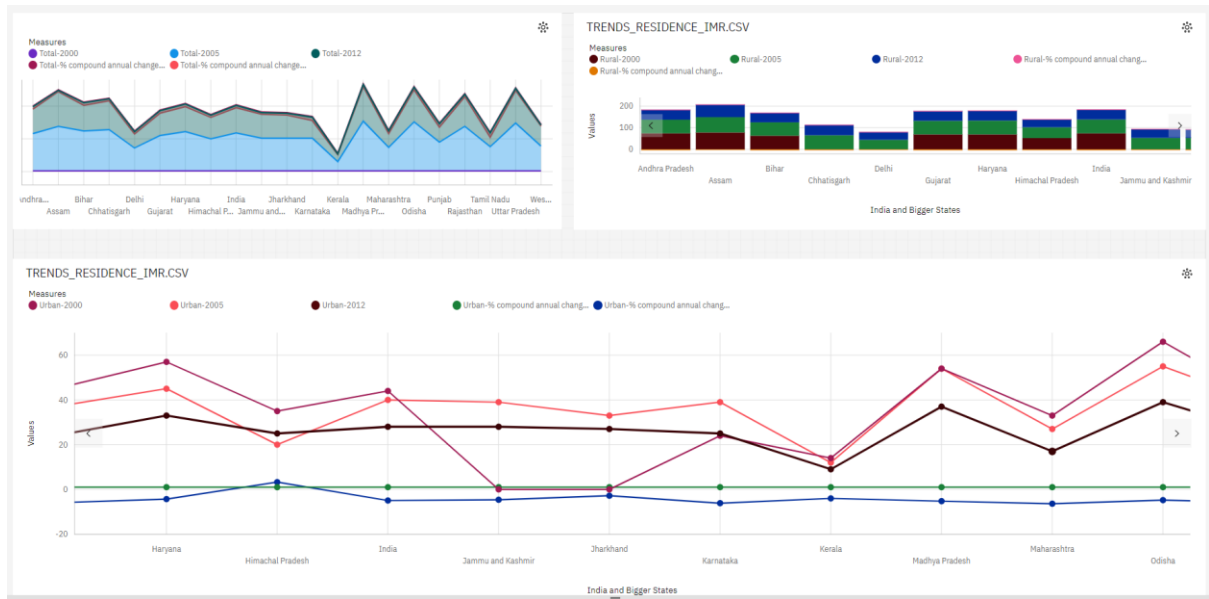 Measures
Total-2000 Total-2005 Total-2012
Total-% compound annual change... Total-% compound annual change...
ndhra... Bihar Delhi Haryana India Jharkhand Kerala Maharashtra Punjab Tamil Nadu Wes...
Assam Chhatisgarh Gujarat Himachal P... Jammu and... Karnataka Madhya Pr... Odisha Rajasthan Uttar Pradesh
TRENDS_RESIDENCE_IMR.CSV
Measures
Rural-2000 Rural-2005 Rural-2012 Rural-% compound annual chang...
Rural-% compound annual chang...
Values
200
100
0
Andhra Pradesh Bihar Delhi Haryana India
Assam Chhatisgarh Gujarat Himachal Pradesh Jammu and Kashmir
India and Bigger States
TRENDS_RESIDENCE_IMR.CSV
Measures
Urban-2000 Urban-2005 Urban-2012 Urban-% compound annual chang... Urban-% compound annual chang...
Values
60
40
20
0
-20
Haryana India Jharkhand Kerala Maharashtra
Himachal Pradesh Jammu and Kashmir Karnataka Madhya Pradesh Odisha
India and Bigger States